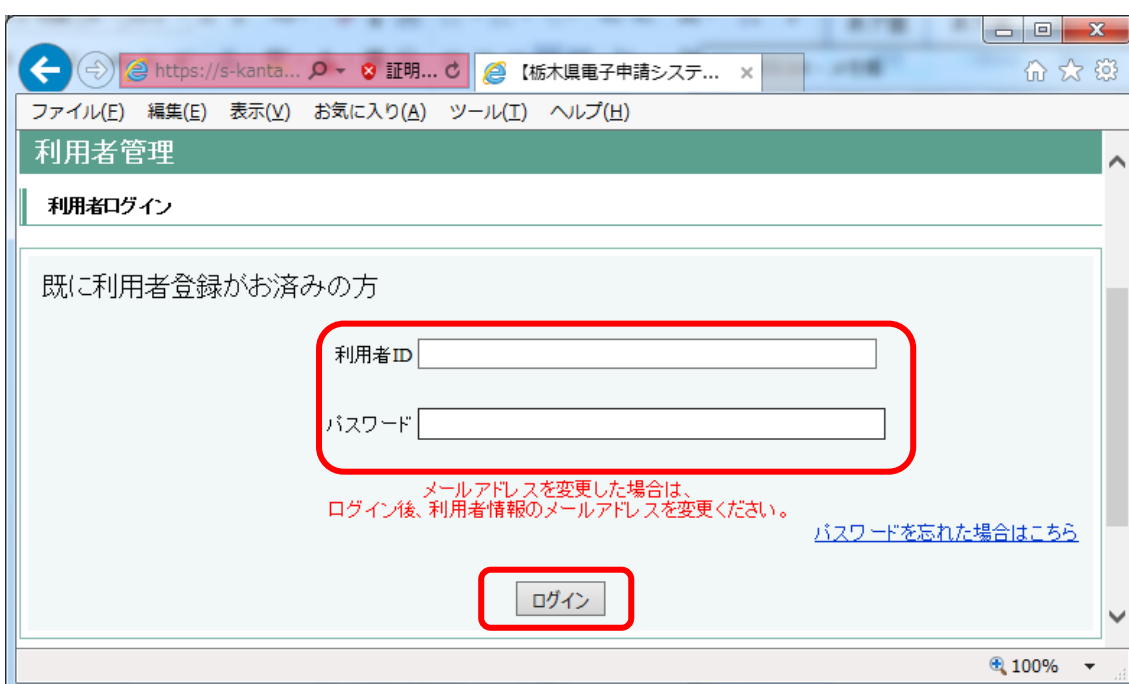 https://s-kanta... 証明... 【栃木県電子申請システ...
ファイル(F) 編集(E) 表示(V) お気に入り(A) ツール(T) ヘルプ(H)
利用者管理
利用者ログイン
既に利用者登録がお済みの方
利用者ID
パスワード
メールアドレスを変更した場合は、
ログイン後、利用者情報のメールアドレスを変更ください。
パスワードを忘れた場合はこちら
ログイン
100%